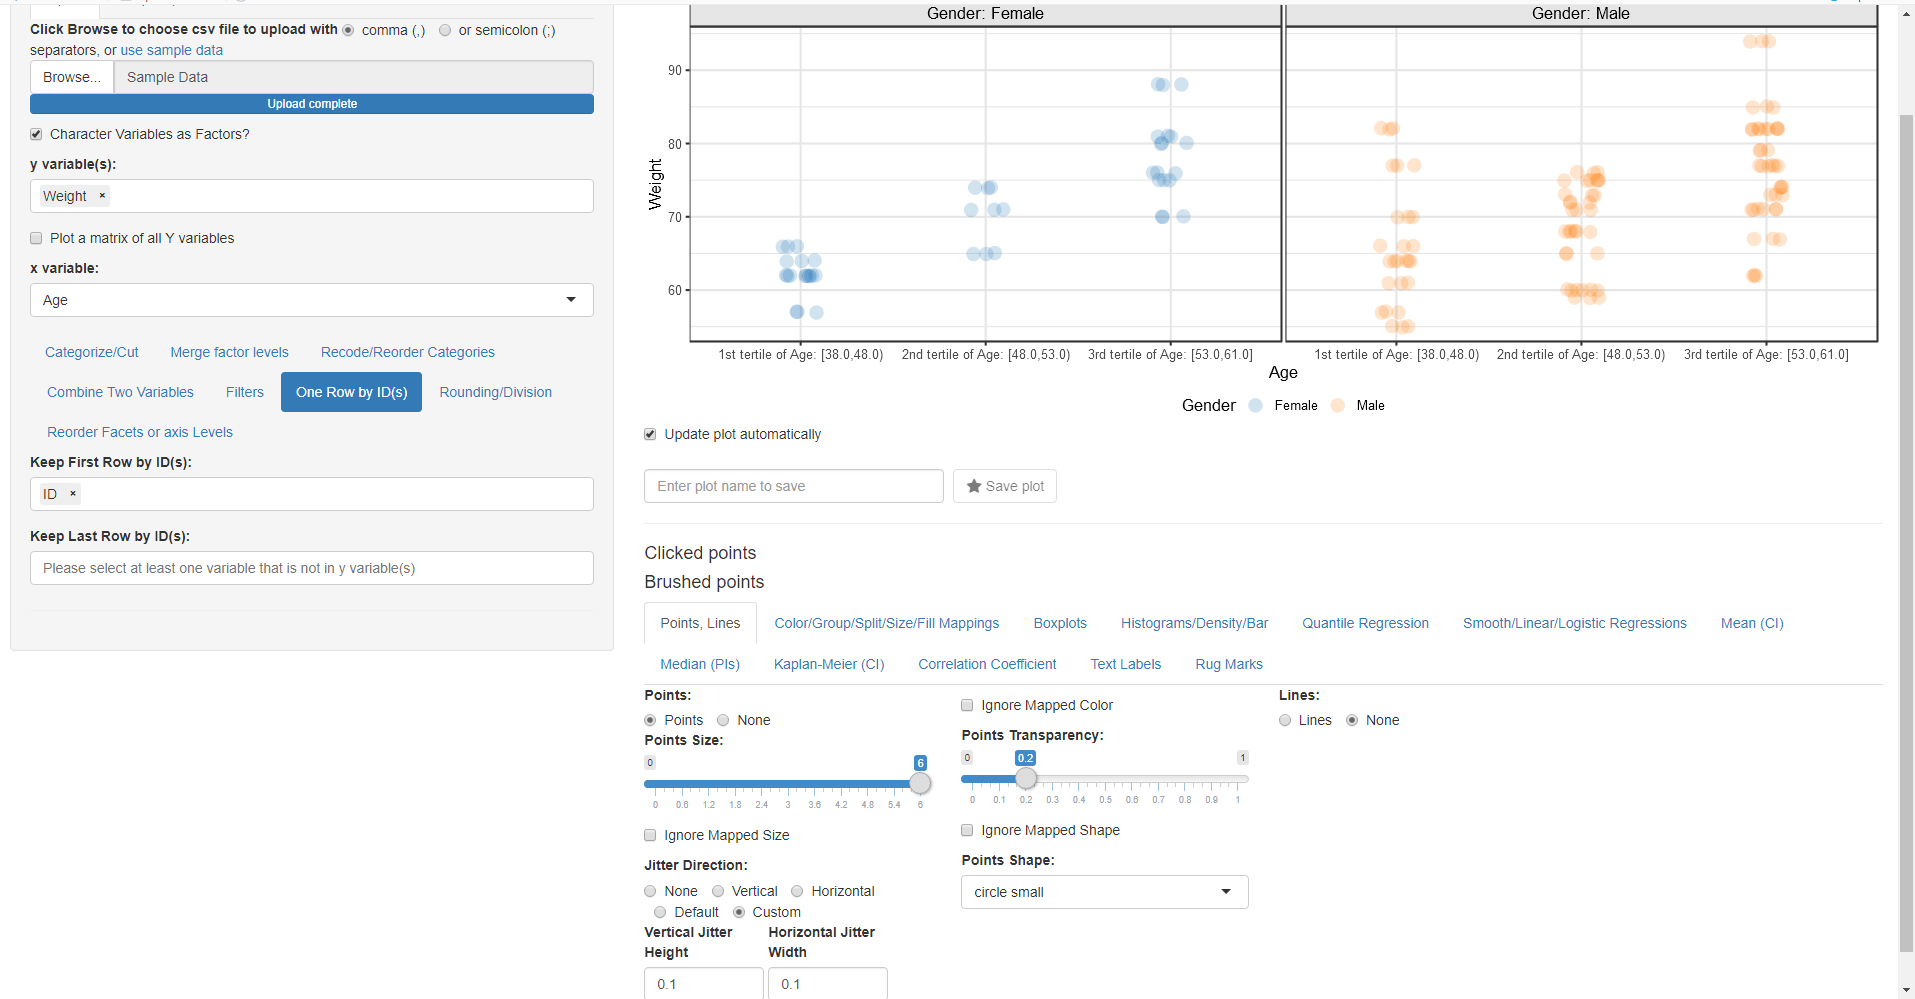 Click Browse to choose csv file to upload with comma (,) or semicolon (;)
separators, or use sample data
Browse... Sample Data
Upload complete
Character Variables as Factors?
y variable(s):
Weight ×
Plot a matrix of all Y variables
x variable:
Age
Categorize/Cut Merge factor levels Recode/Reorder Categories
Combine Two Variables Filters One Row by ID(s) Rounding/Division
Reorder Facets or axis Levels
Keep First Row by ID(s):
ID ×
Keep Last Row by ID(s):
Please select at least one variable that is not in y variable(s)
Gender: Female Gender: Male
90
80
70
60
Weight
1st tertile of Age: [38.0,48.0) 2nd tertile of Age: [48.0,53.0) 3rd tertile of Age: [53.0,61.0] 1st tertile of Age: [38.0,48.0) 2nd tertile of Age: [48.0,53.0) 3rd tertile of Age: [53.0,61.0]
Age
Gender Female Male
Update plot automatically
Enter plot name to save Save plot
Clicked points
Brushed points
Points, Lines Color/Group/Split/Size/Fill Mappings Boxplots Histograms/Density/Bar Quantile Regression Smooth/Linear/Logistic Regressions Mean (CI)
Median (PIs) Kaplan-Meier (CI) Correlation Coefficient Text Labels Rug Marks
Points:
Points None
Points Size:
0 6
0 0.6 1.2 1.8 2.4 3 3.6 4.2 4.8 5.4 6
Ignore Mapped Size
Jitter Direction:
None Vertical Horizontal
Default Custom
Vertical Jitter Height
Horizontal Jitter Width
0.1 0.1
Ignore Mapped Color
Points Transparency:
0 0.2 1
0 0.1 0.2 0.3 0.4 0.5 0.6 0.7 0.8 0.9 1
Ignore Mapped Shape
Points Shape:
circle small
Lines:
Lines None